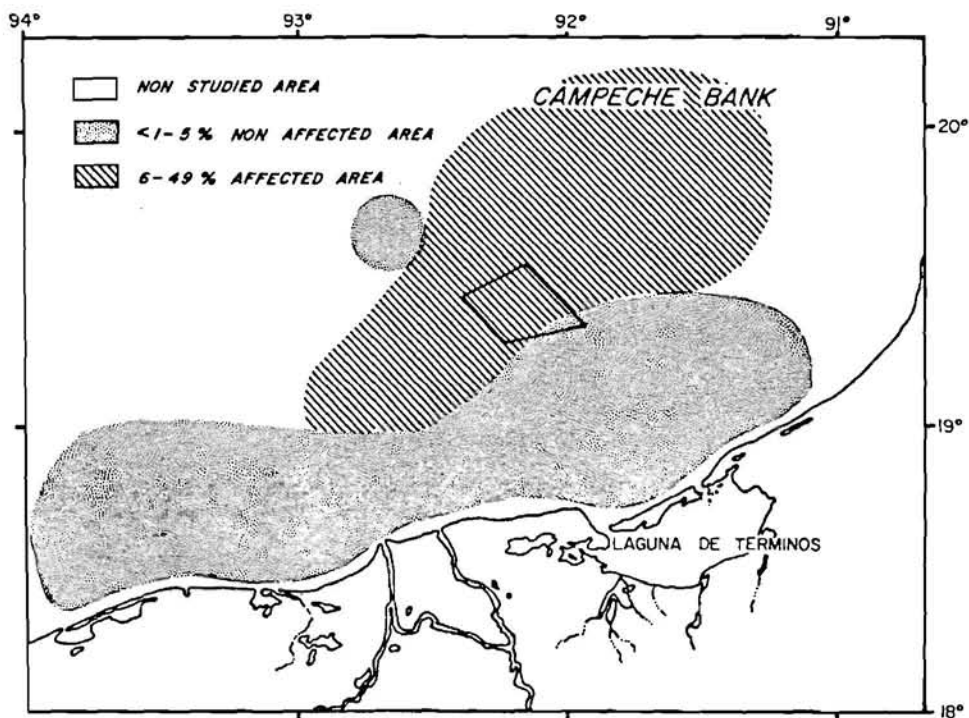 94° 93° 92° 91°
NON STUDIED AREA
<1-5% NON AFFECTED AREA
6-49% AFFECTED AREA
CAMPECHE BANK
20°
19°
LAGUNA DE TERMINOS
18°